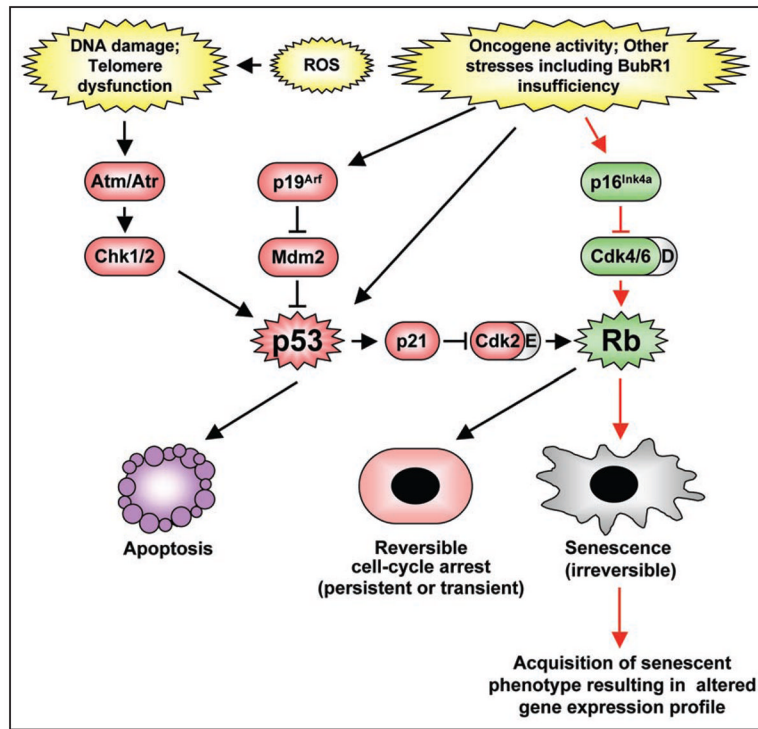 DNA damage;
Telomere
dysfunction
ROS
Oncogene activity; Other
stresses including BubR1
insufficiency
Atm/Atr
p19Arf
p16Ink4a
Chk1/2
Mdm2
Cdk4/6 D
p53
p21
Cdk2 E
Rb
Apoptosis
Reversible
cell-cycle arrest
(persistent or transient)
Senescence
(irreversible)
Acquisition of senescent
phenotype resulting in altered
gene expression profile